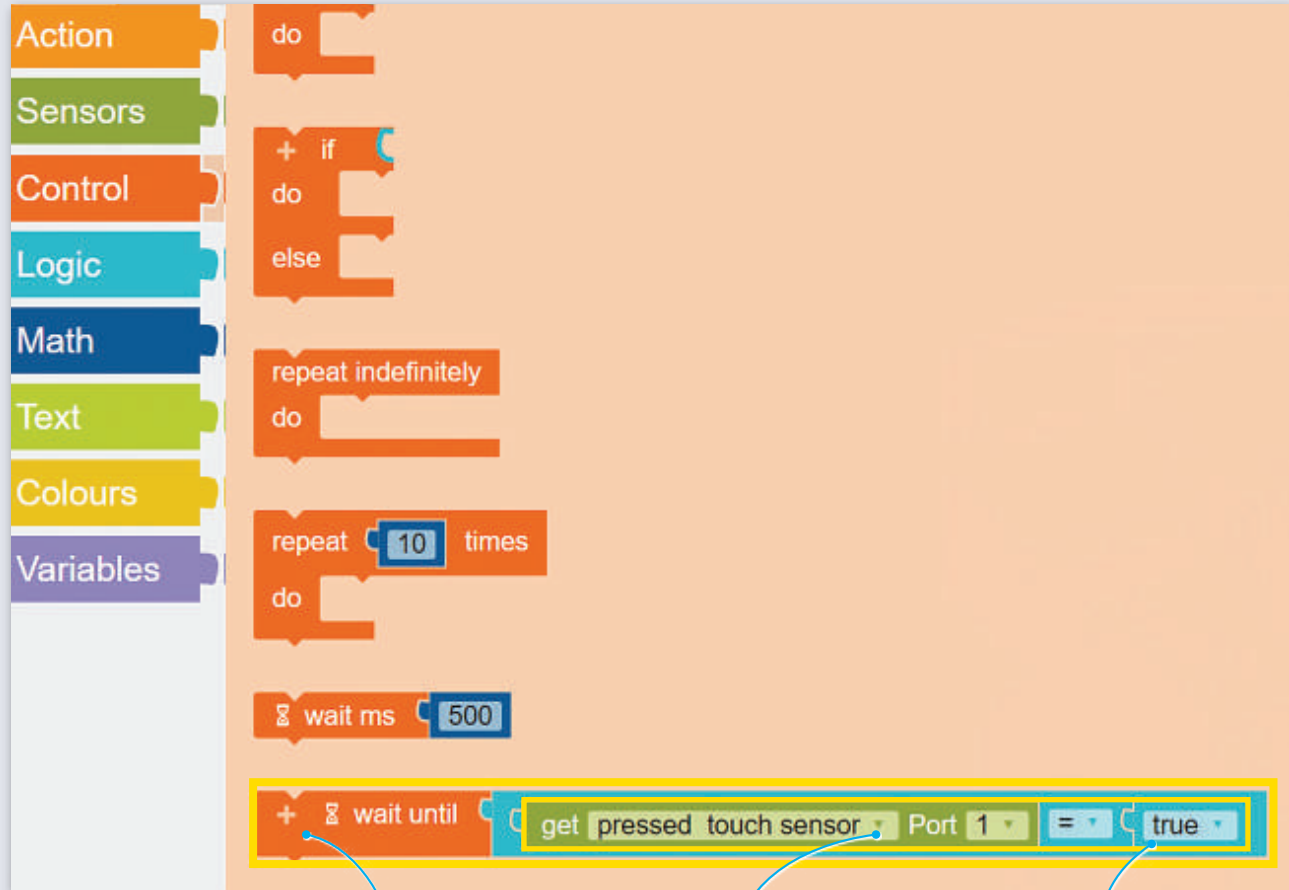 Action
Sensors
Control
Logic
Math
Text
Colours
Variables
do
+ if
do
else
repeat indefinitely
do
repeat 10 times
do
wait ms 500
+ wait until get pressed touch sensor Port 1 = true